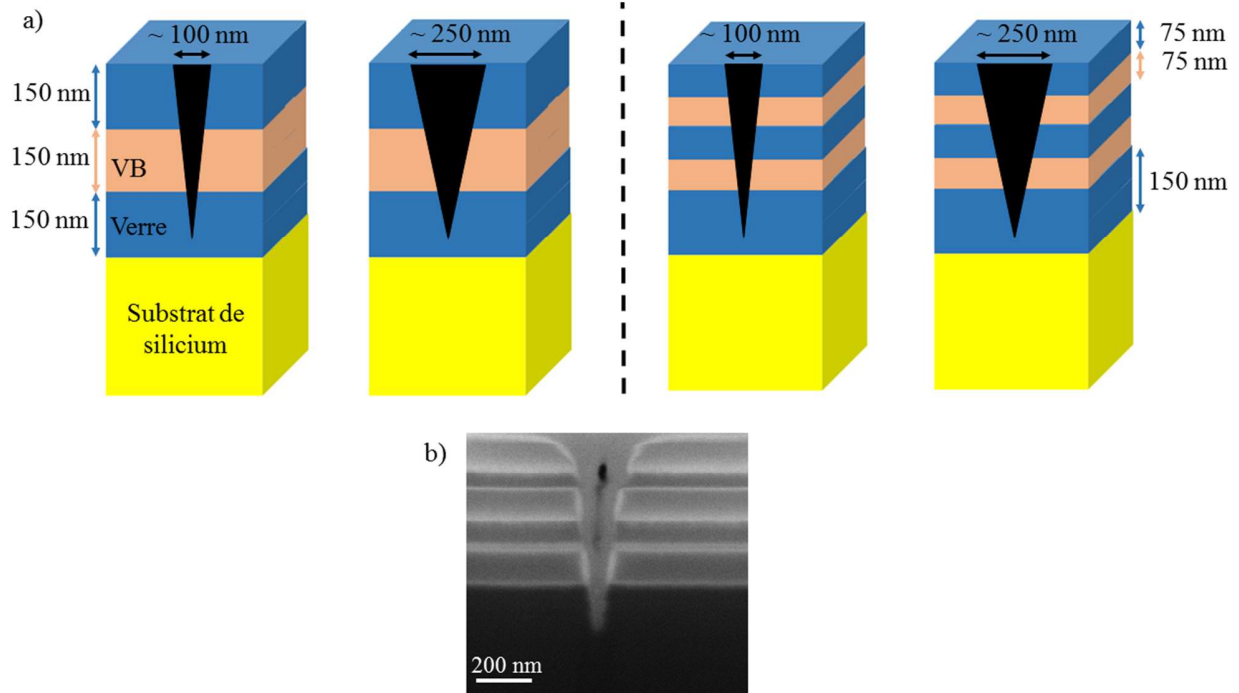 a)
~ 100 nm
~ 250 nm
~ 100 nm
~ 250 nm
75 nm
75 nm
150 nm
150 nm
VB
150 nm
Verre
150 nm
Substrat de
silicium
b)
200 nm